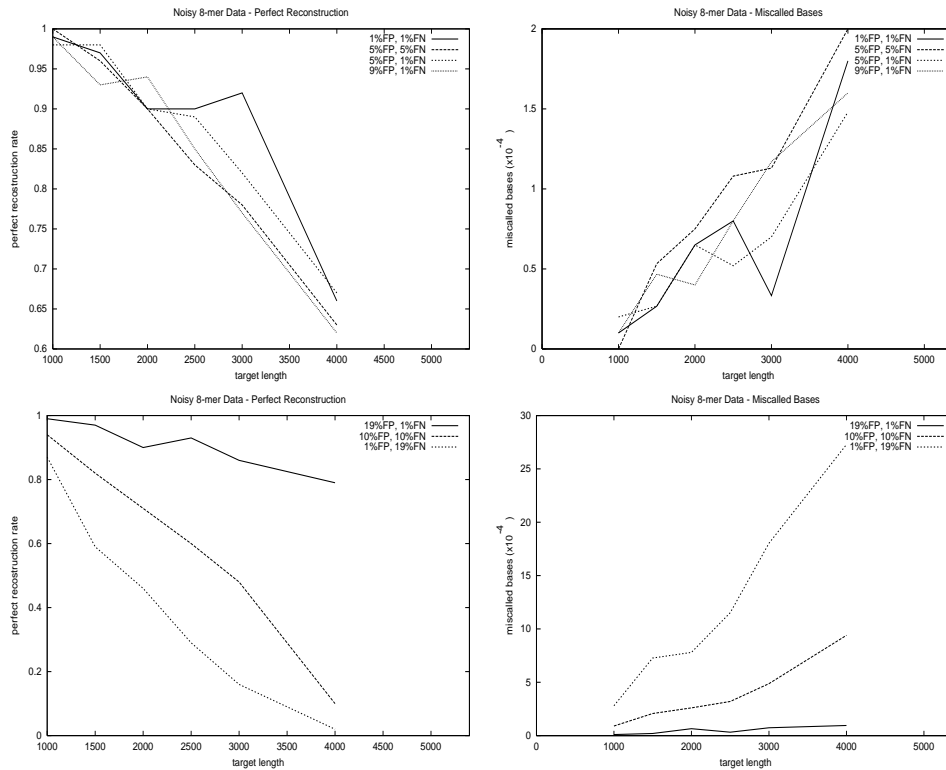 Noisy 8-mer Data - Perfect Reconstruction
1%FP, 1%FN
5%FP, 5%FN
5%FP, 1%FN
9%FP, 1%FN
1
0.95
0.9
0.85
0.8
0.75
0.7
0.65
0.6
perfect recostruction rate
1000 1500 2000 2500 3000 3500 4000 4500 5000
target length
Noisy 8-mer Data - Miscalled Bases
1%FP, 1%FN
5%FP, 5%FN
5%FP, 1%FN
9%FP, 1%FN
2
1.5
1
0.5
0
miscalled bases (x10 -4 )
0 1000 2000 3000 4000 5000
target length
Noisy 8-mer Data - Perfect Reconstruction
19%FP, 1%FN
10%FP, 10%FN
1%FP, 19%FN
1
0.8
0.6
0.4
0.2
0
perfect recostruction rate
1000 1500 2000 2500 3000 3500 4000 4500 5000
target length
Noisy 8-mer Data - Miscalled Bases
19%FP, 1%FN
10%FP, 10%FN
1%FP, 19%FN
30
25
20
15
10
5
0
miscalled bases (x10 -4 )
0 1000 2000 3000 4000 5000
target length